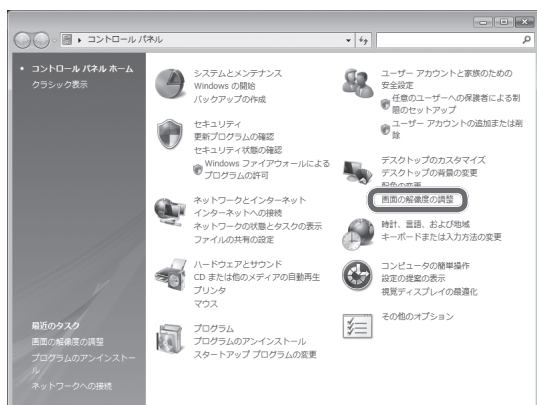 コントロール パネル
コントロール パネル ホーム
クラシック表示
システムとメンテナンス
Windows の開始
バックアップの作成
セキュリティ
更新プログラムの確認
セキュリティ状態の確認
Windows ファイアウォールによる
プログラムの許可
ネットワークとインターネット
インターネットへの接続
ネットワークの状態とタスクの表示
ファイルの共有の設定
ハードウェアとサウンド
CD または他のメディアの自動再生
プリンタ
マウス
プログラム
プログラムのアンインストール
スタートアップ プログラムの変更
ユーザー アカウントと家族のための
安全設定
任意のユーザーへの保護者による制
限のセットアップ
ユーザー アカウントの追加または削
除
デスクトップのカスタマイズ
デスクトップの背景の変更
配色の変更
画面の解像度の調整
時計、言語、および地域
キーボードまたは入力方法の変更
コンピュータの簡単操作
設定の提案の表示
視覚ディスプレイの最適化
その他のオプション
最近のタスク
画面の解像度の調整
プログラムのアンインストー
ル
ネットワークへの接続